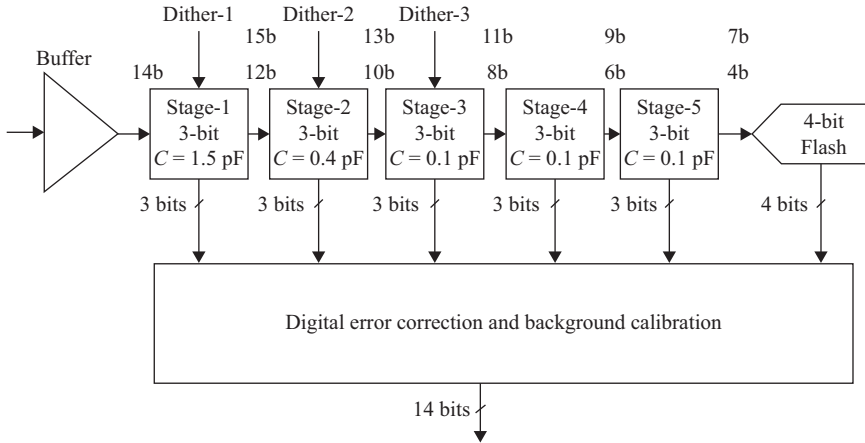 Dither-1
Dither-2
Dither-3
15b
13b
11b
9b
7b
Buffer
14b
12b
10b
8b
6b
4b
Stage-1
3-bit
C = 1.5 pF
Stage-2
3-bit
C = 0.4 pF
Stage-3
3-bit
C = 0.1 pF
Stage-4
3-bit
C = 0.1 pF
Stage-5
3-bit
C = 0.1 pF
4-bit
Flash
3 bits
3 bits
3 bits
3 bits
3 bits
4 bits
Digital error correction and background calibration
14 bits